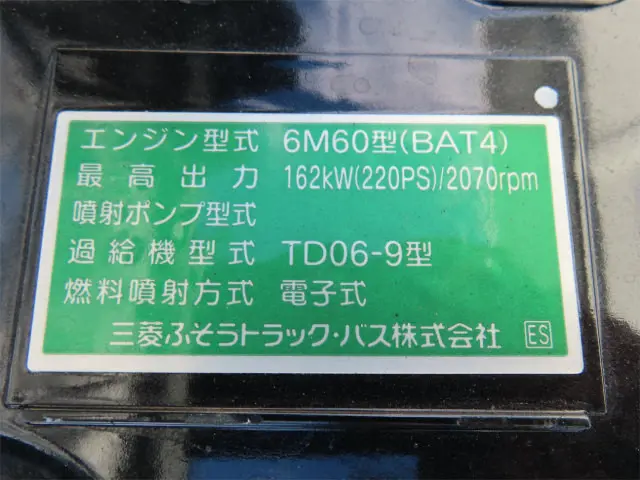 エンジン型式 6M60型(BAT4)
最高出力 162kW(220PS)/2070rpm
噴射ポンプ型式
過給機型式 TD06-9型
燃料噴射方式 電子式
三菱ふそうトラック・バス株式会社 ES